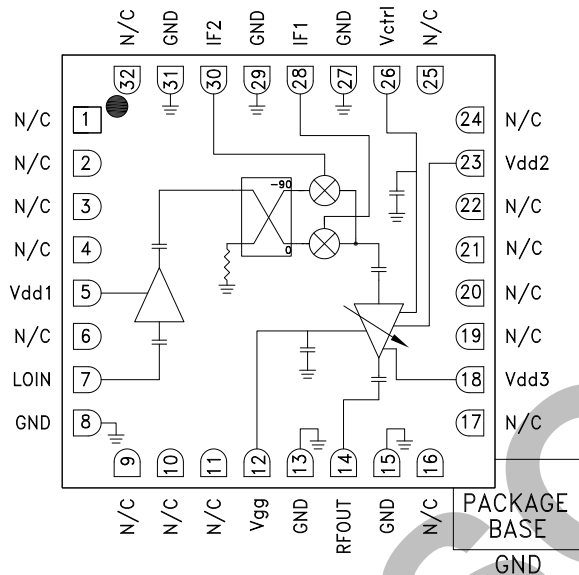 N/C GND IF2 GND IF1 GND Vctrl N/C
32 31 30 29 28 27 26 25
N/C 1
N/C 2
N/C 3
N/C 4
Vdd1 5
N/C 6
LOIN 7
GND 8
-90
0
24 N/C
23 Vdd2
22 N/C
21 N/C
20 N/C
19 N/C
18 Vdd3
17 N/C
9 10 11 12 13 14 15 16
N/C N/C N/C Vgg GND RFOUT GND N/C
PACKAGE
BASE
GND